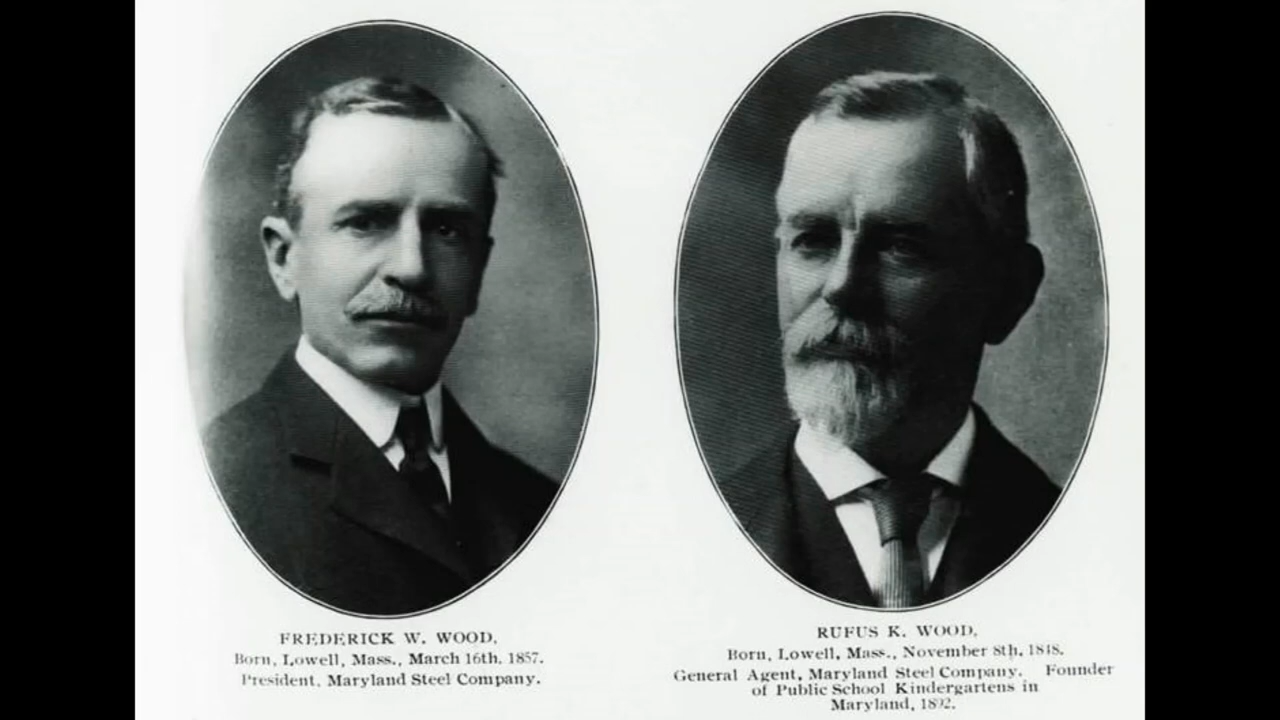 FREDERICK W. WOOD,
Born, Lowell, Mass., March 16th, 1857.
President, Maryland Steel Company.
RUFUS K. WOOD,
Born, Lowell, Mass., November 8th, 1848.
General Agent, Maryland Steel Company. Founder
of Public School Kindergartens in
Maryland, 1892.